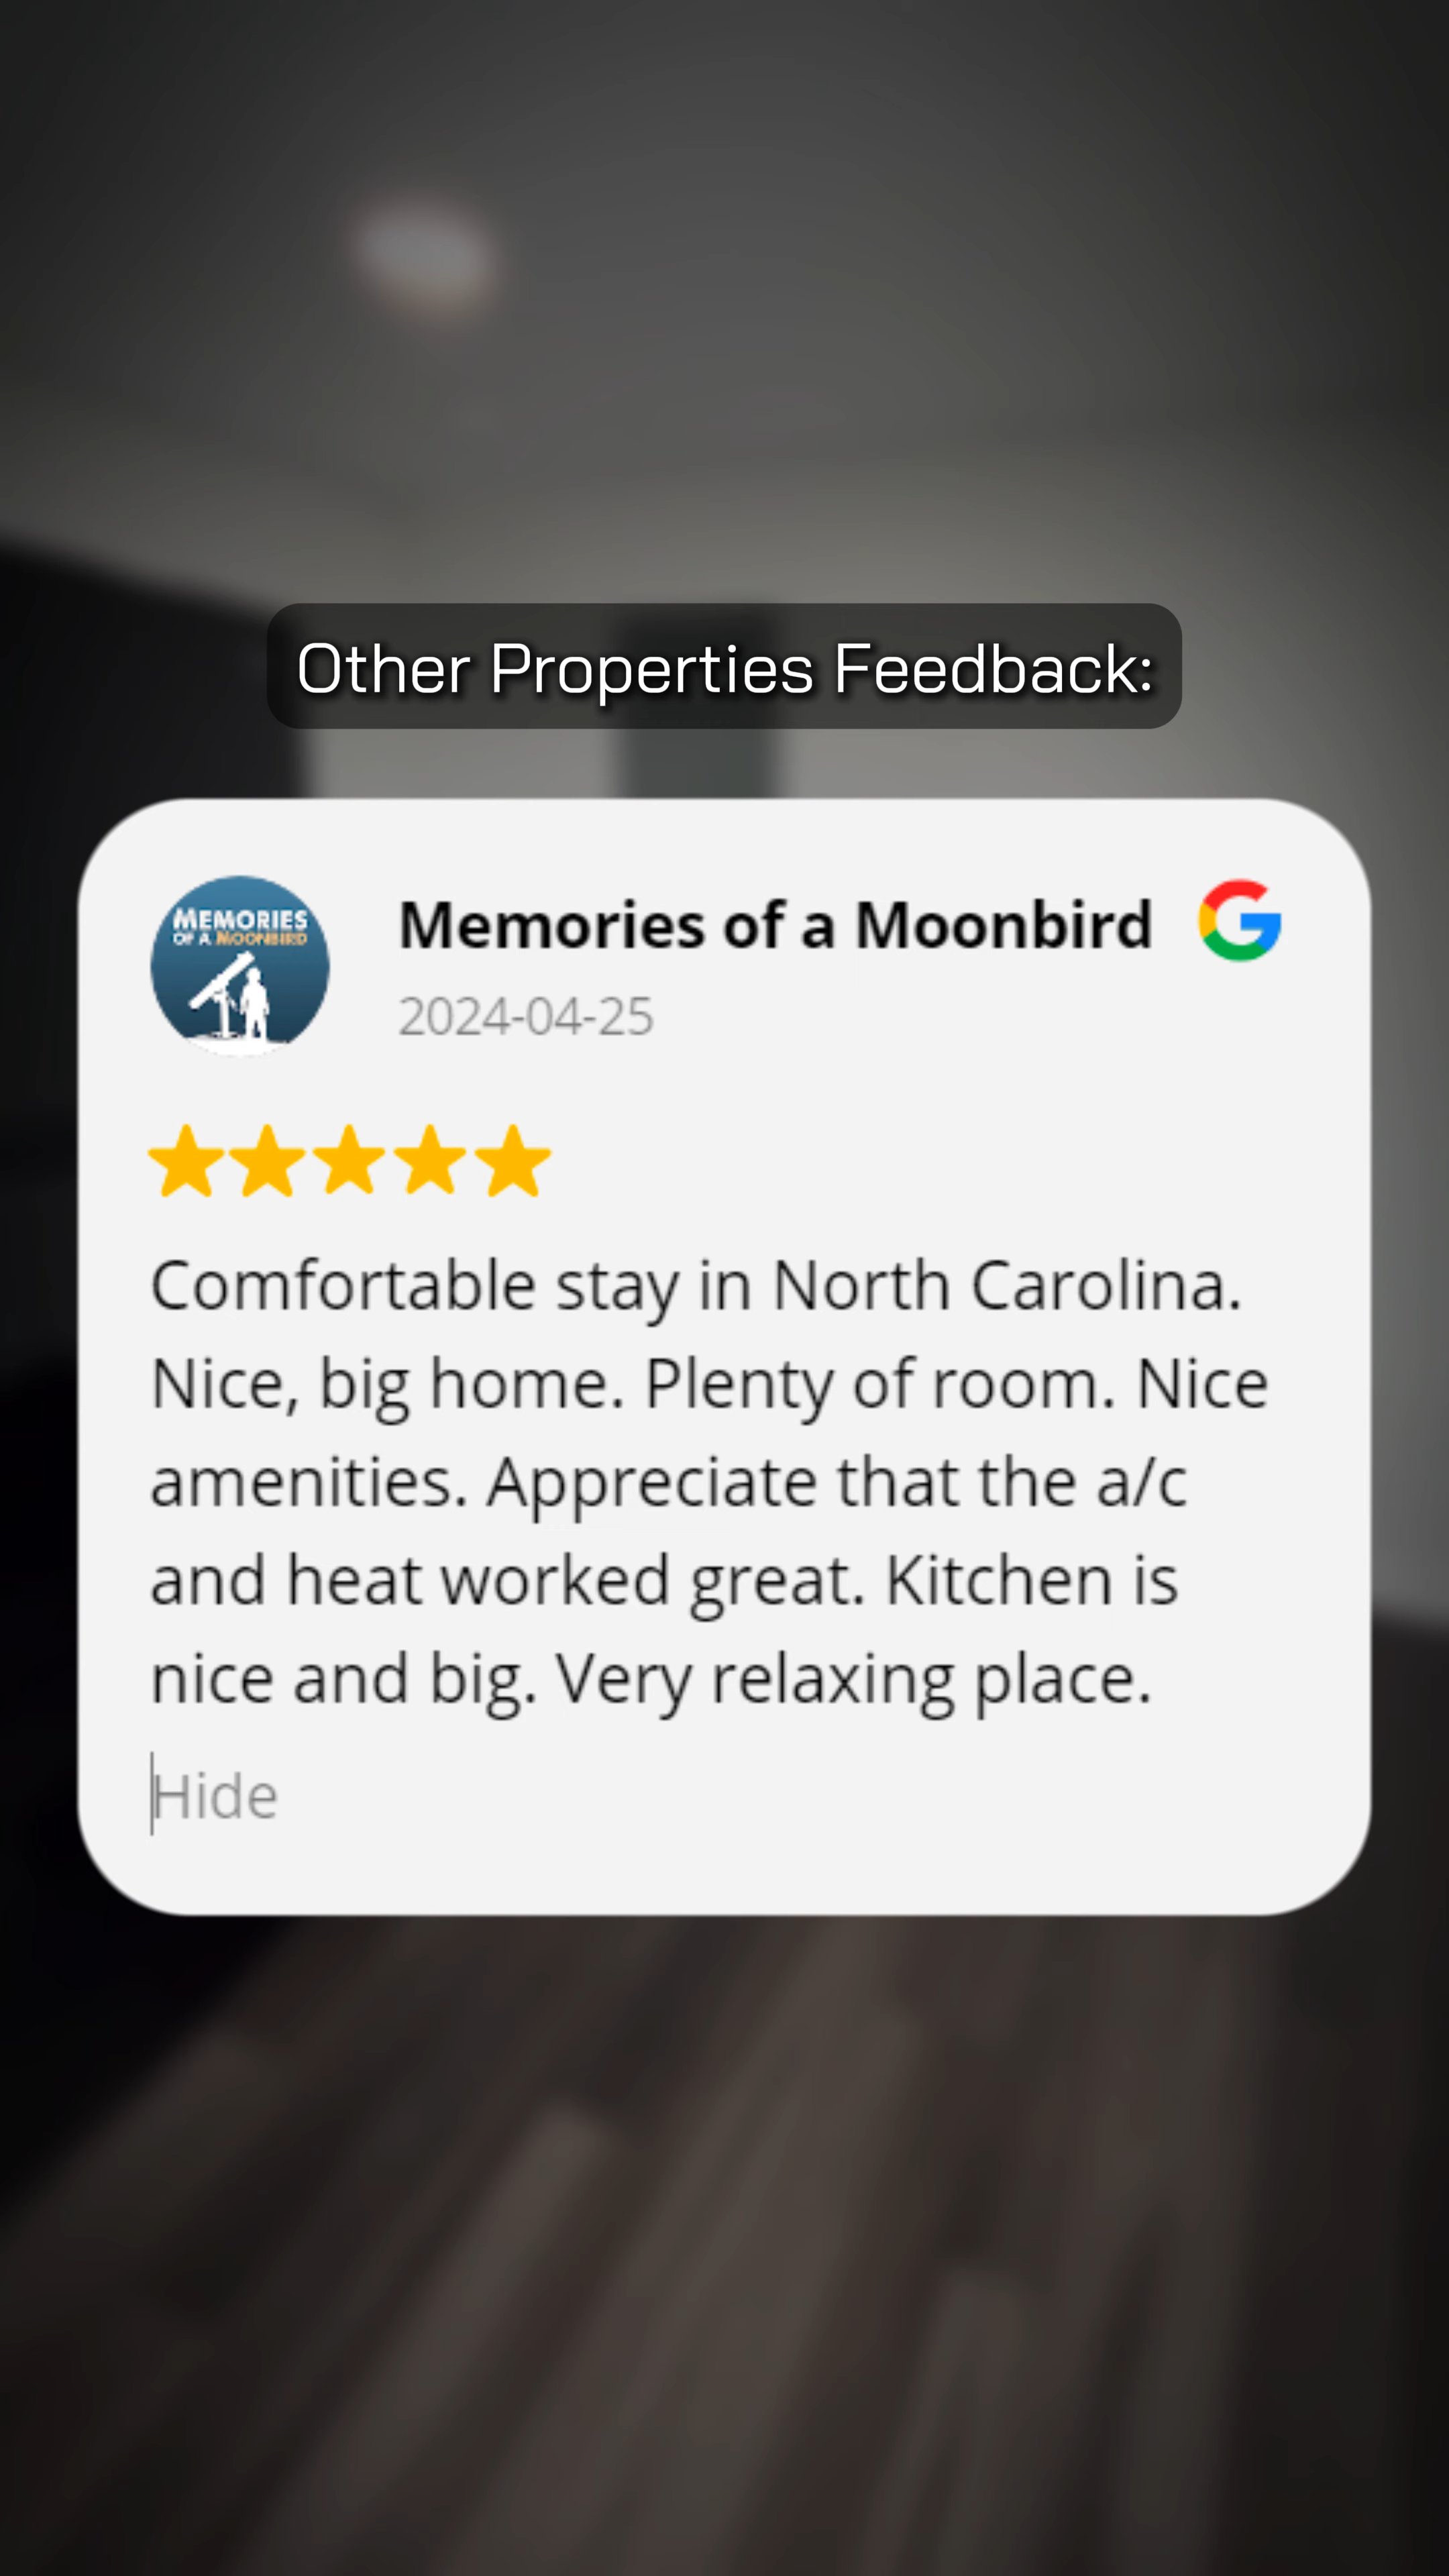 Other Properties Feedback:
MEMORIES
OF A MOONBIRD
Memories of a Moonbird
2024-04-25
Comfortable stay in North Carolina.
Nice, big home. Plenty of room. Nice
amenities. Appreciate that the a/c
and heat worked great. Kitchen is
nice and big. Very relaxing place.
Hide